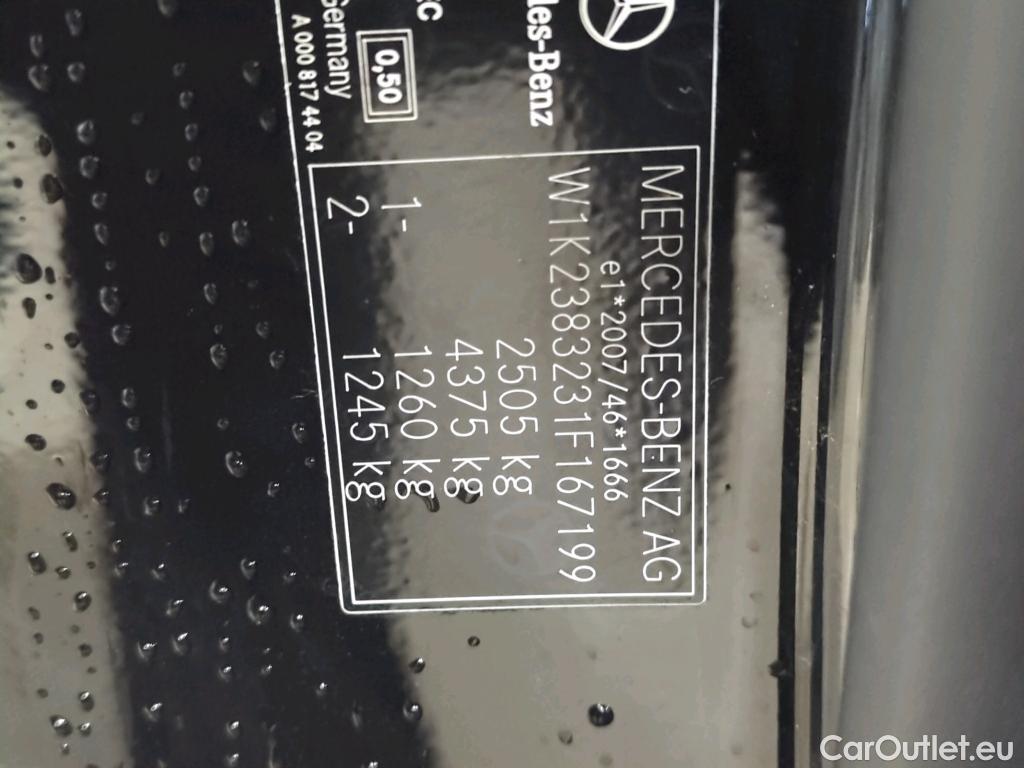 MERCEDES-BENZ AG
e1*2007/46*1666
W1K2383231F167199
2505 kg
4375 kg
1- 1260 kg
2- 1245 kg
des-Benz
0,50
Germany
A 000 817 44 04
CarOutlet.eu